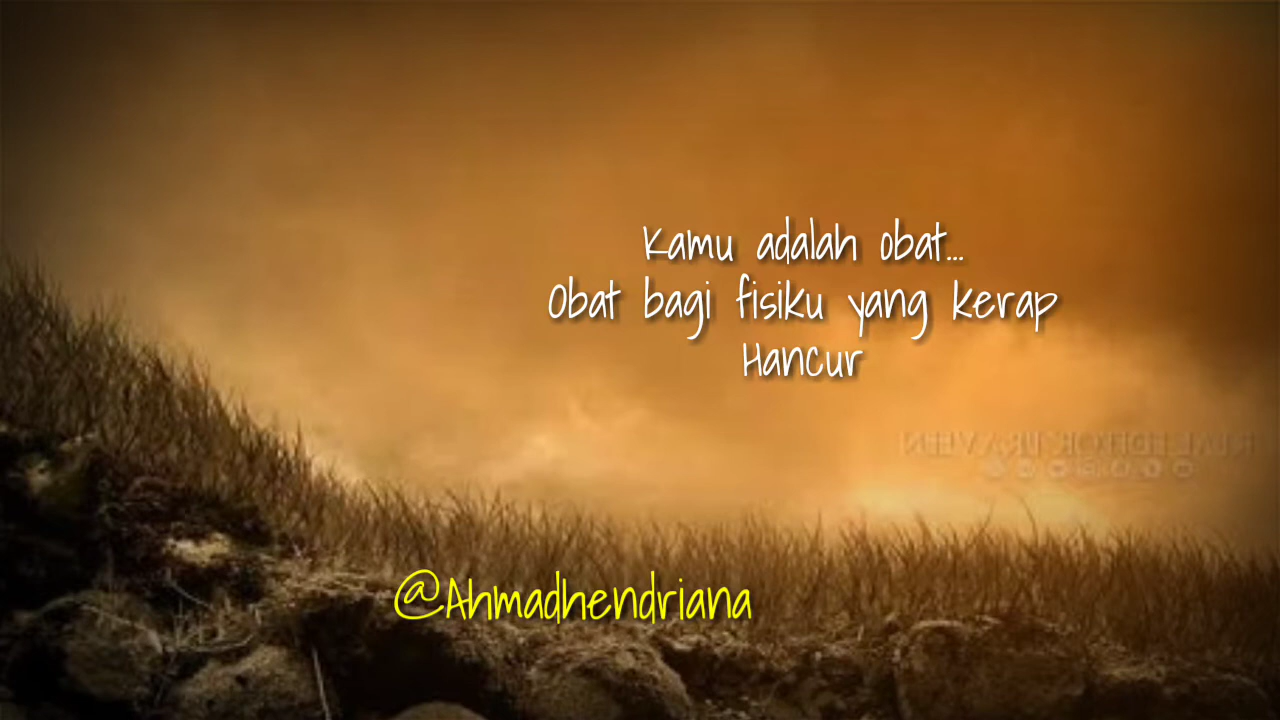 Kamu adalah obat...
Obat bagi fisiku yang kerap
Hancur
@Ahmadhendriana